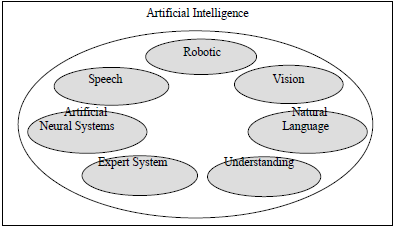 Artificial Intelligence
Robotic
Speech
Vision
Artificial
Neural Systems
Natural
Language
Expert System
Understanding